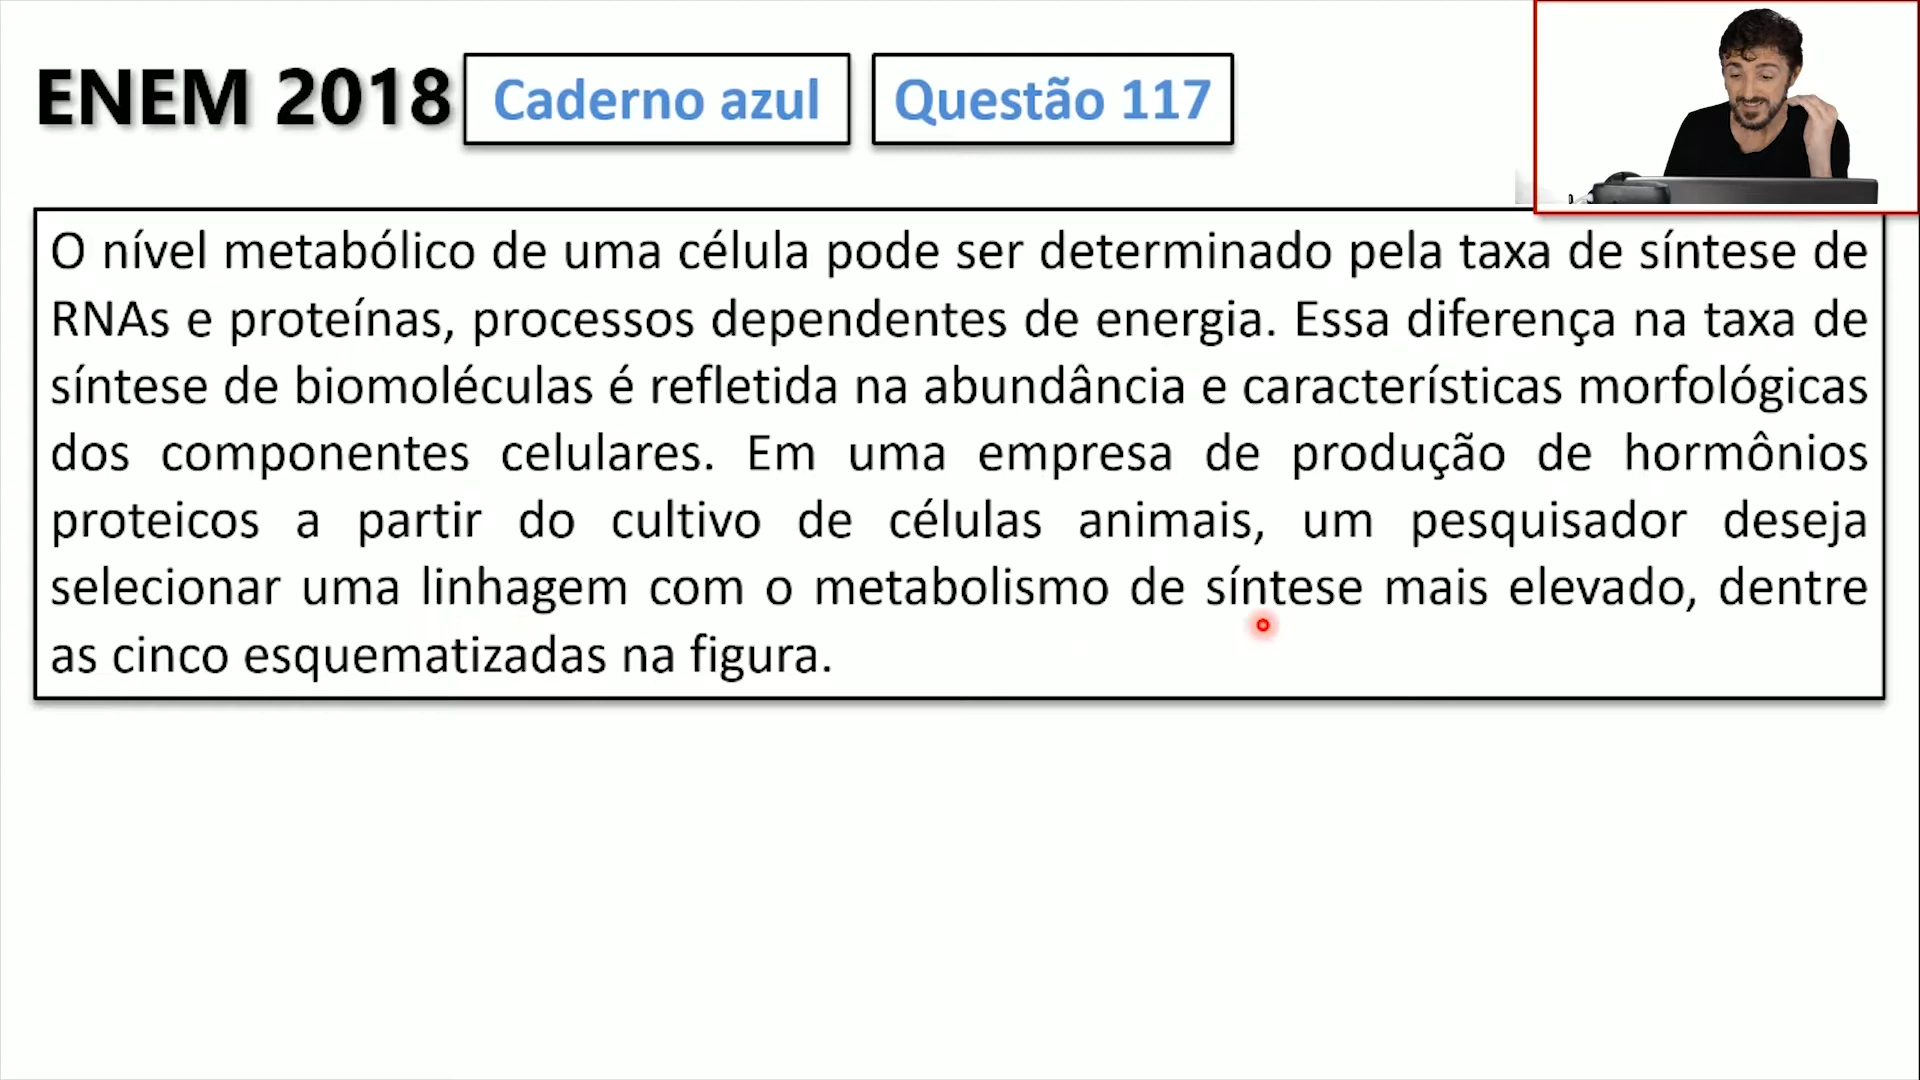 ENEM 2018 Caderno azul Questão 117
O nível metabólico de uma célula pode ser determinado pela taxa de síntese de
RNAs e proteínas, processos dependentes de energia. Essa diferença na taxa de
síntese de biomoléculas é refletida na abundância e características morfológicas
dos componentes celulares. Em uma empresa de produção de hormônios
proteicos a partir do cultivo de células animais, um pesquisador deseja
selecionar uma linhagem com o metabolismo de síntese mais elevado, dentre
as cinco esquematizadas na figura.